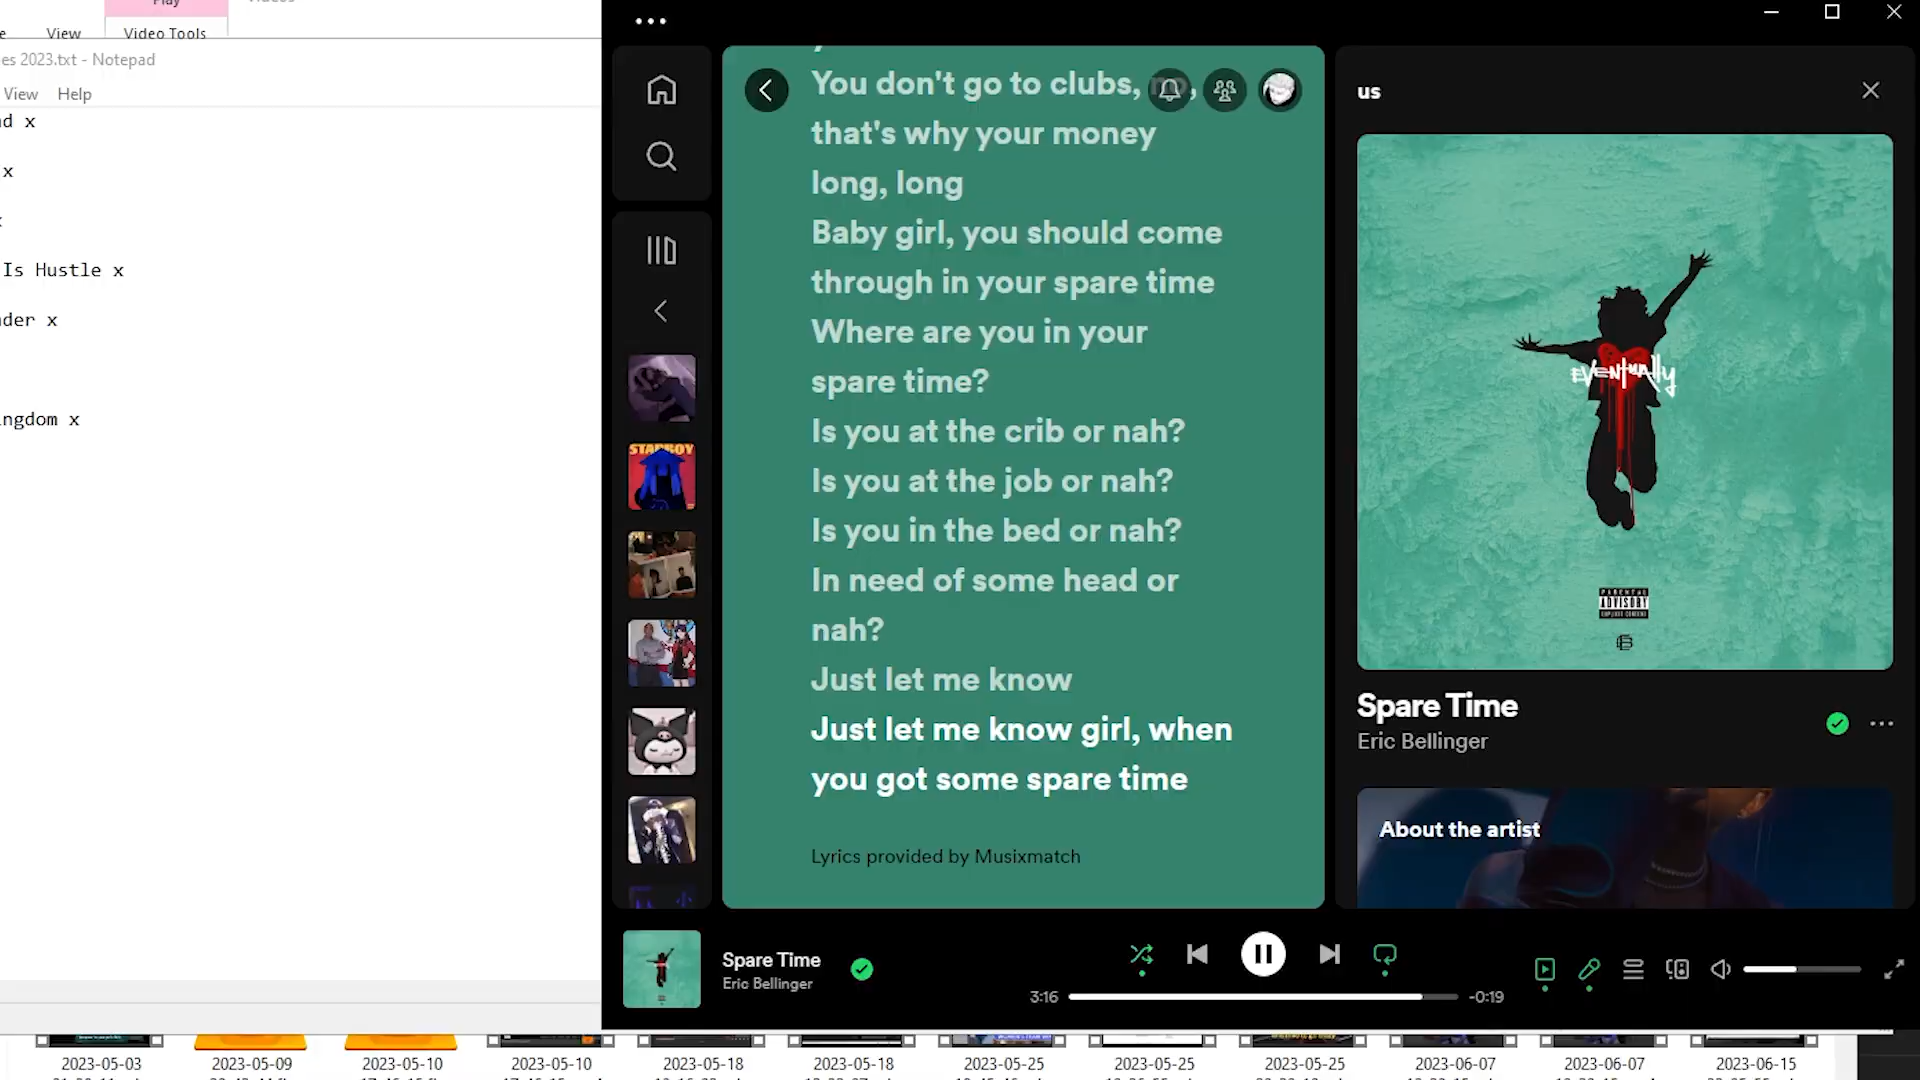 Play
View
Video Tools
es 2023.txt - Notepad
View Help
d x
x
Is Hustle x
der x
ngdom x
You don't go to clubs,
that's why your money
long, long
Baby girl, you should come
through in your spare time
Where are you in your
spare time?
Is you at the crib or nah?
Is you at the job or nah?
Is you in the bed or nah?
In need of some head or
nah?
Just let me know
Just let me know girl, when
you got some spare time
Lyrics provided by Musixmatch
STARBOY
us
EVENTUALLY
PARENTAL
ADVISORY
EXPLICIT CONTENT
Spare Time
Eric Bellinger
About the artist
Spare Time
Eric Bellinger
3:16
-0:19
2023-05-03
2023-05-09
2023-05-10
2023-05-10
2023-05-18
2023-05-18
2023-05-25
2023-05-25
2023-05-25
2023-06-07
2023-06-07
2023-06-15